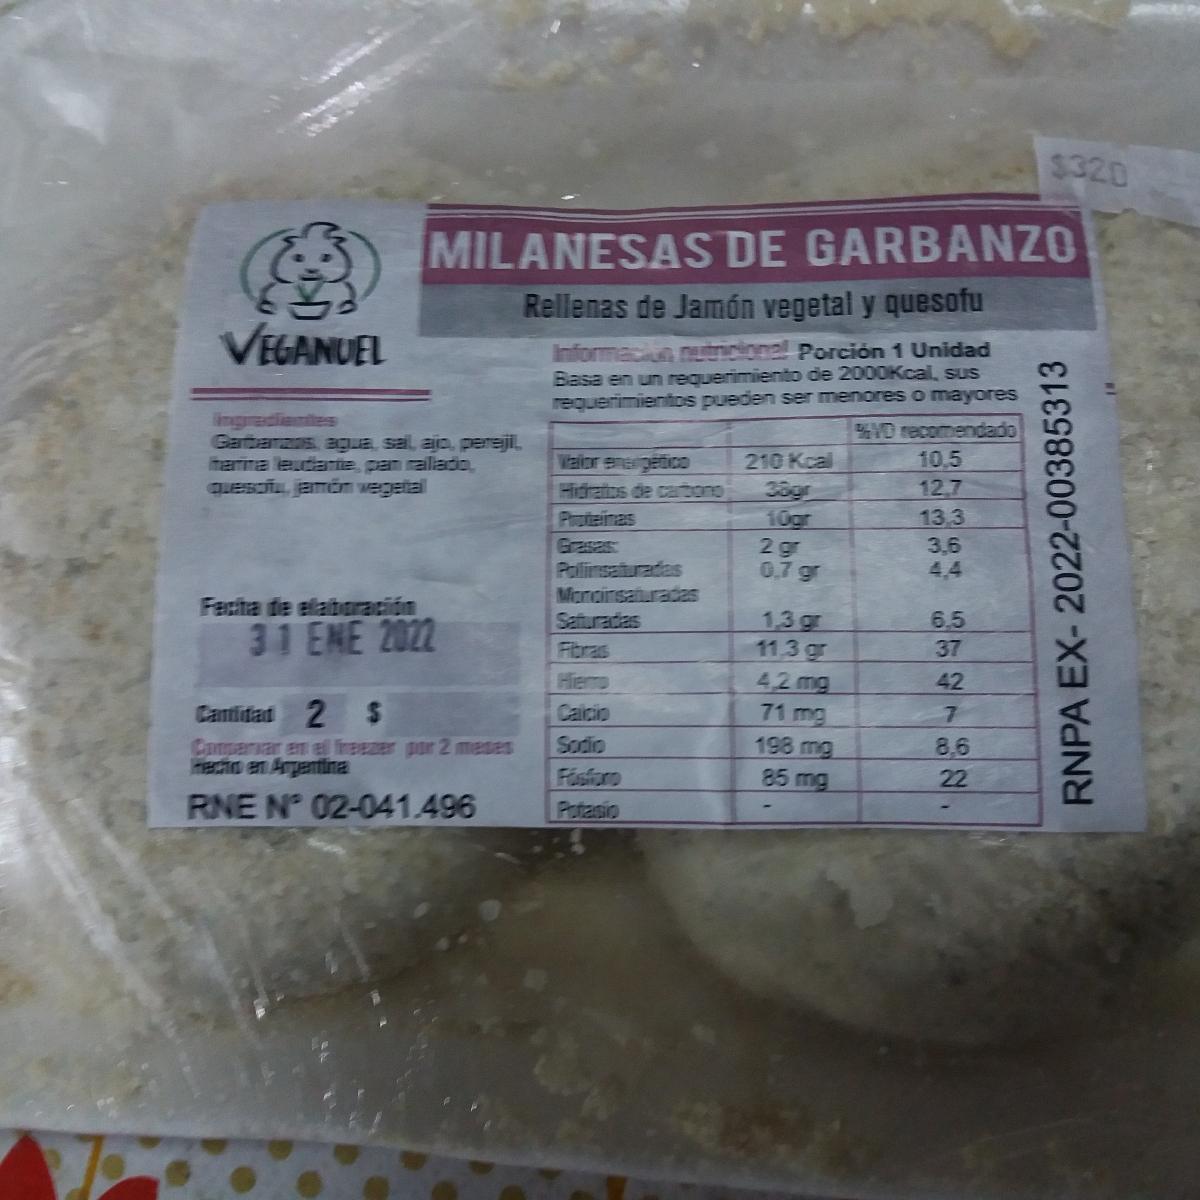 $320
MILANESAS DE GARBANZO
Rellenas de Jamón vegetal y quesofu
VEGANUEL
Ingredientes
Garbanzos, agua, sal, ajo, perejil,
harina leudante, pan rallado,
quesofu, jamón vegetal
Fecha de elaboración
31 ENE 2022
Cantidad 2 $
Conservar en el freezer por 2 meses
Hecho en Argentina
RNE N° 02-041.496
Información nutricional Porción 1 Unidad
Basa en un requerimiento de 2000Kcal, sus
requerimientos pueden ser menores o mayores
%VD recomendado
Valor energético 210 Kcal 10,5
Hidratos de carbono 38gr 12,7
Proteínas 10gr 13,3
Grasas: 2 gr 3,6
Poliinsaturadas 0,7 gr 4,4
Monoinsaturadas
Saturadas 1,3 gr 6,5
Fibras 11,3 gr 37
Hierro 4,2 mg 42
Calcio 71 mg 7
Sodio 198 mg 8,6
Fósforo 85 mg 22
Potasio - -
RNPA EX- 2022-00385313